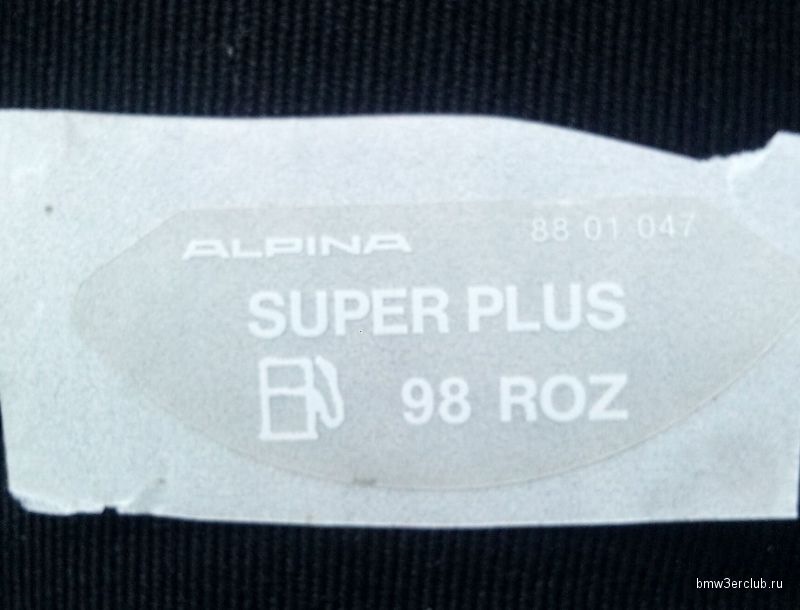 ALPINA 88 01 047
SUPER PLUS
98 ROZ
bmw3erclub.ru